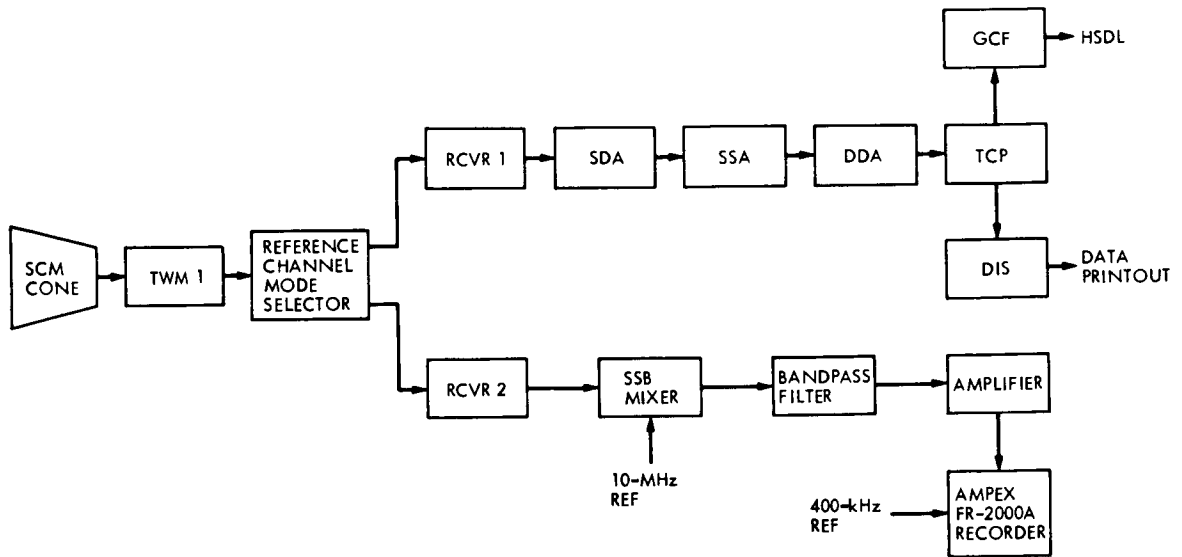 GCF
HSDL
RCVR 1
SDA
SSA
DDA
TCP
SCM
CONE
TWM 1
REFERENCE
CHANNEL
MODE
SELECTOR
DIS
DATA
PRINTOUT
RCVR 2
SSB
MIXER
BANDPASS
FILTER
AMPLIFIER
10-MHz
REF
400-kHz
REF
AMPEX
FR-2000A
RECORDER